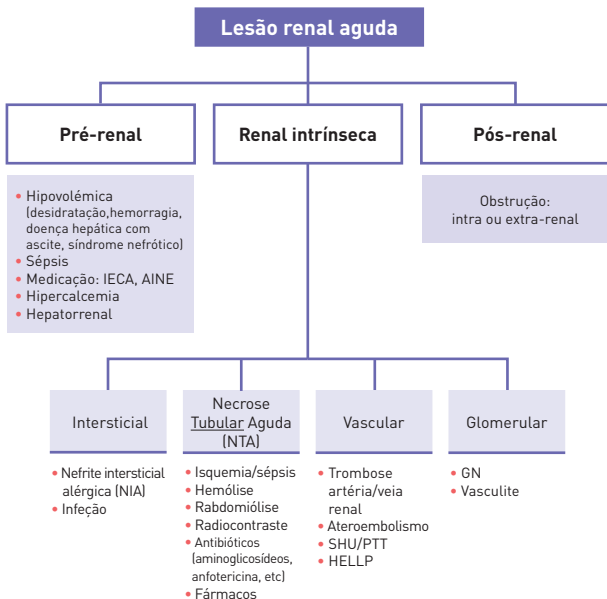 Lesão renal aguda
Pré-renal
Renal intrínseca
Pós-renal
• Hipovolémica
(desidratação,hemorragia,
doença hepática com
ascite, síndrome nefrótico)
• Sépsis
• Medicação: IECA, AINE
• Hipercalcemia
• Hepatorrenal
Obstrução:
intra ou extra-renal
Intersticial
Necrose
Tubular Aguda
(NTA)
Vascular
Glomerular
• Nefrite intersticial
alérgica (NIA)
• Infeção
• Isquemia/sépsis
• Hemólise
• Rabdomiólise
• Radiocontraste
• Antibióticos
(aminoglicosídeos,
anfotericina, etc)
• Fármacos
• Trombose
artéria/veia
renal
• Ateroembolismo
• SHU/PTT
• HELLP
• GN
• Vasculite